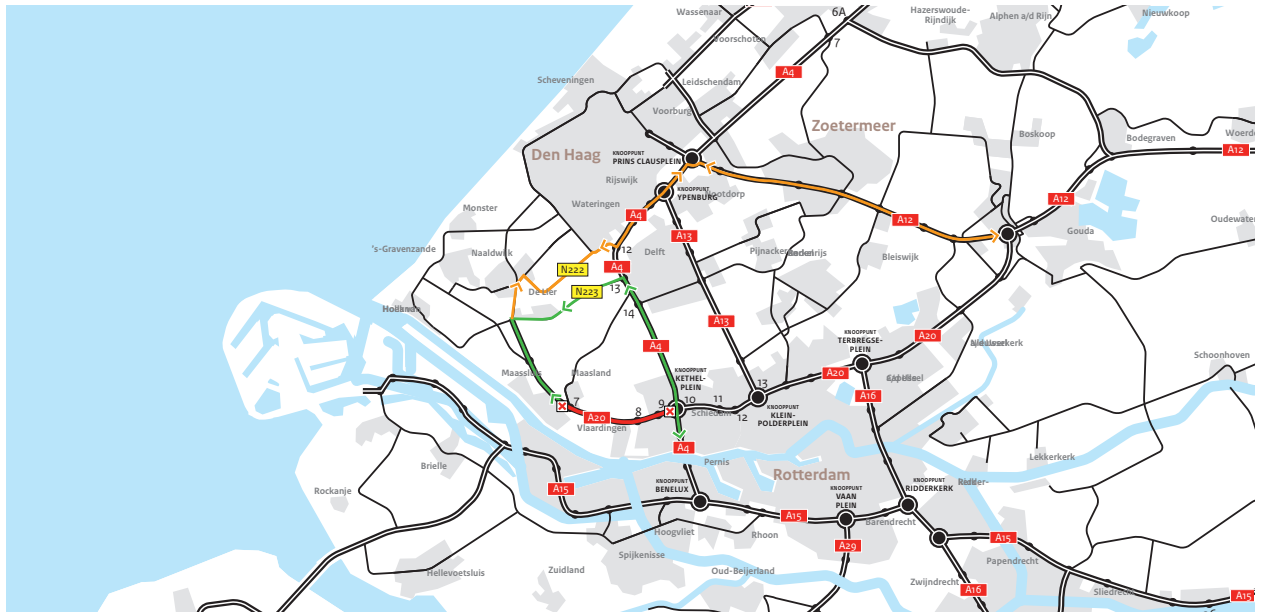 Wassenaar
6A
Hazerswoude-
Rijndijk
Alphen a/d Rijn
Nieuwkoop
Voorschoten
7
A4
Scheveningen
Leidschendam
Voorburg
Zoetermeer
Boskoop
Bodegraven
Woerde
A12
Den Haag
KNOOPPUNT
PRINS CLAUSPLEIN
Rijswijk
KNOOPPUNT
YPENBURG
Nootdorp
A12
Wateringen
A4
A12
Monster
Gouda
Oudewater
A13
's-Gravenzande
Naaldwijk
12
Delft
Pijnacker
Bleiswijk
A4
N222
De Lier
N223
13
14
A13
KNOOPPUNT
TERBREGSE-
PLEIN
A20
A4
Schoonhoven
Maassluis
Maasland
KNOOPPUNT
KETHEL-
PLEIN
13
A20
A16
7
A20
8
9
10
11
12
Schiedam
KNOOPPUNT
KLEIN-
POLDERPLEIN
Vlaardingen
A4
Pernis
Lekkerkerk
Brielle
Rotterdam
A15
KNOOPPUNT
BENELUX
KNOOPPUNT
VAAN
PLEIN
KNOOPPUNT
RIDDERKERK
Rockanje
A15
Barendrecht
Hoogvliet
Rhoon
A29
A15
Spijkenisse
Papendrecht
Hellevoetsluis
Zuidland
Oud-Beijerland
Zwijndrecht
A16
Sliedrecht
A15